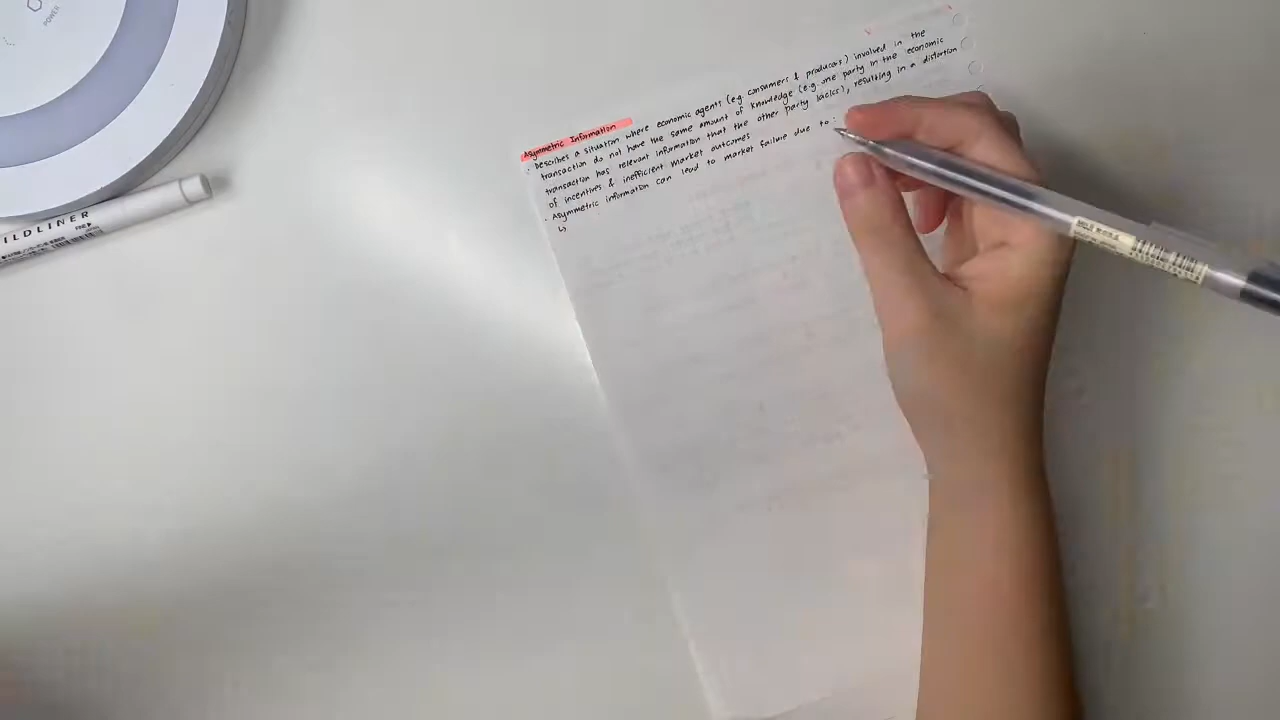 POWER
ILDLINER
Asymmetric Information
· Describes a situation where economic agents (e.g. consumers & producers) involved in the
transaction do not have the same amount of knowledge (e.g. one party in the economic
transaction has relevant information that the other party lacks), resulting in a distortion
of incentives & inefficient market outcomes
· Asymmetric information can lead to market failure due to:
↳